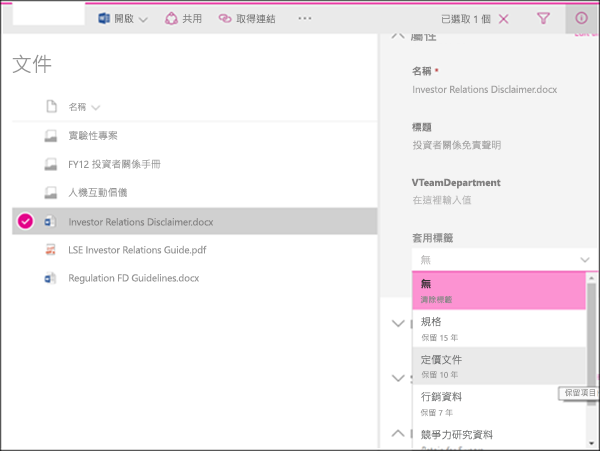 開啟 共用 取得連結 ... 已選取 1 個
屬性
文件
名稱
實驗性專案
FY12 投資者關係手冊
人機互動倡議
Investor Relations Disclaimer.docx
LSE Investor Relations Guide.pdf
Regulation FD Guidelines.docx
名稱 *
Investor Relations Disclaimer.docx
標題
投資者關係免責聲明
VTeamDepartment
在這裡輸入值
套用標籤
無
無
清除標籤
規格
保留 15 年
定價文件
保留 10 年
保留項目
行銷資料
保留 7 年
競爭力研究資料